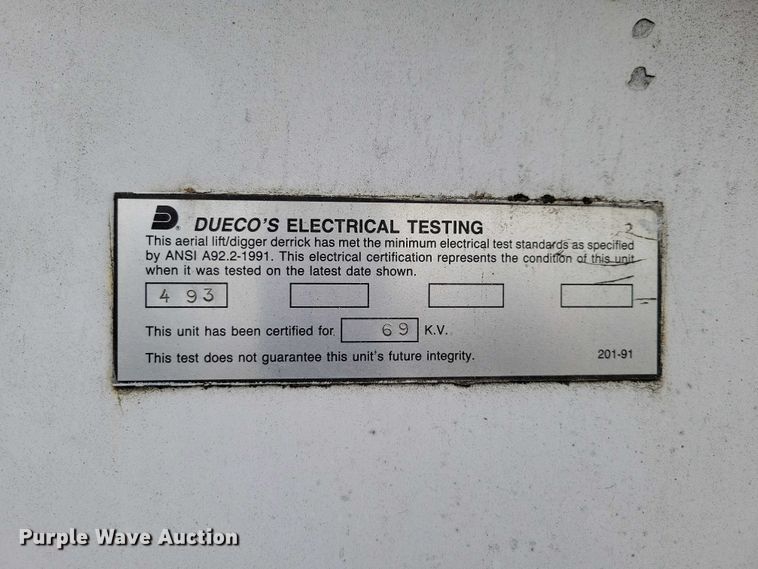 D® DUECO'S ELECTRICAL TESTING
This aerial lift/digger derrick has met the minimum electrical test standards as specified
by ANSI A92.2-1991. This electrical certification represents the condition of this unit
when it was tested on the latest date shown.
4 93
This unit has been certified for 69 K.V.
This test does not guarantee this unit's future integrity. 201-91
Purple Wave Auction